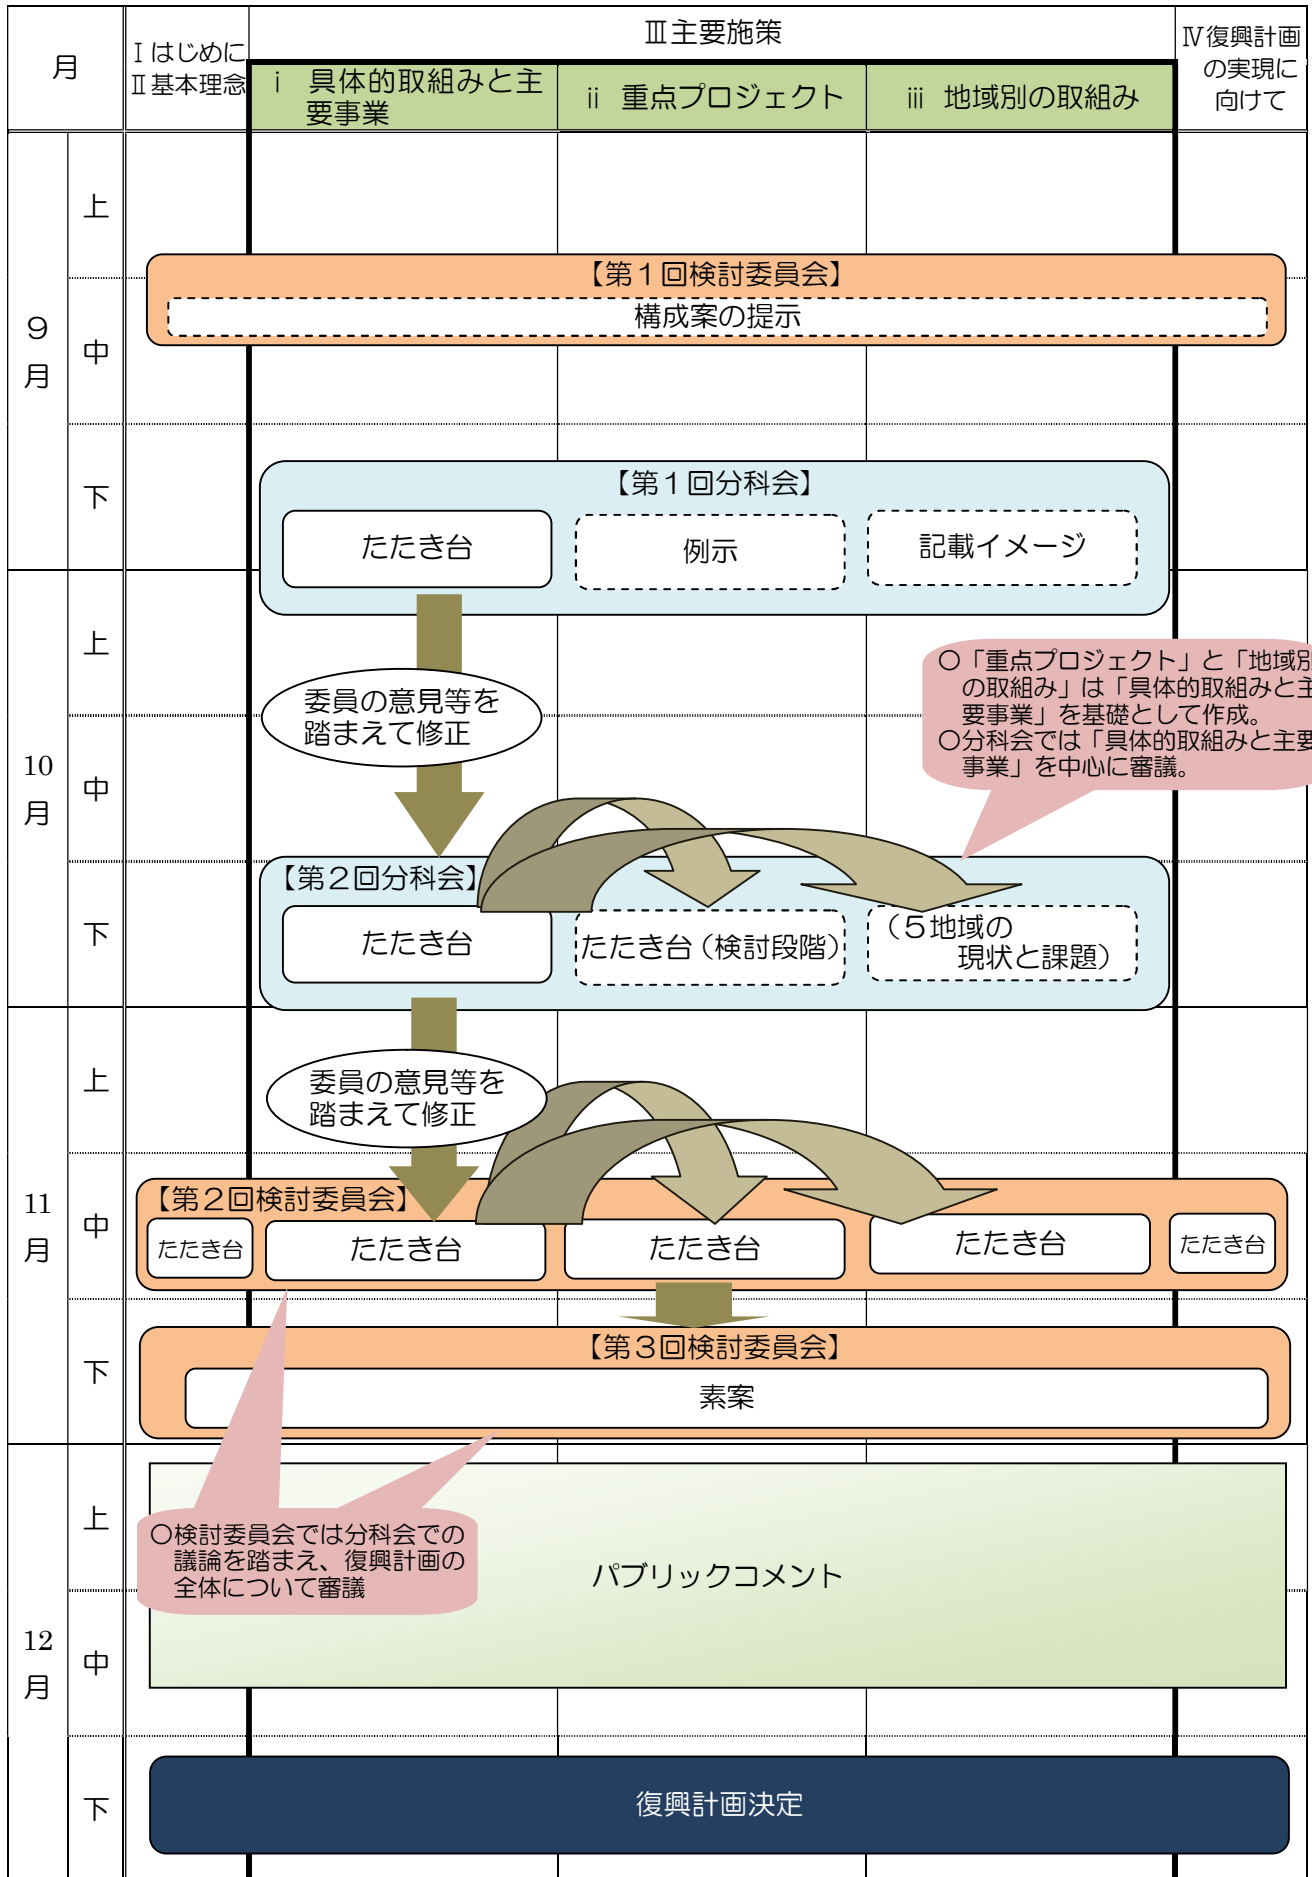 月
Ⅰはじめに
Ⅱ基本理念
Ⅲ主要施策
ⅰ 具体的取組みと主
要事業
ⅱ 重点プロジェクト
ⅲ 地域別の取組み
Ⅳ復興計画
の実現に
向けて
9
月
上
中
下
【第1回検討委員会】
構成案の提示
【第1回分科会】
たたき台
例示
記載イメージ
10
月
上
中
下
委員の意見等を
踏まえて修正
○「重点プロジェクト」と「地域別
の取組み」は「具体的取組みと主
要事業」を基礎として作成。
○分科会では「具体的取組みと主要
事業」を中心に審議。
【第2回分科会】
たたき台
たたき台(検討段階)
(5地域の
現状と課題)
11
月
上
中
下
委員の意見等を
踏まえて修正
【第2回検討委員会】
たたき台
たたき台
たたき台
たたき台
たたき台
【第3回検討委員会】
素案
12
月
上
中
下
○検討委員会では分科会での
議論を踏まえ、復興計画の
全体について審議
パブリックコメント
復興計画決定